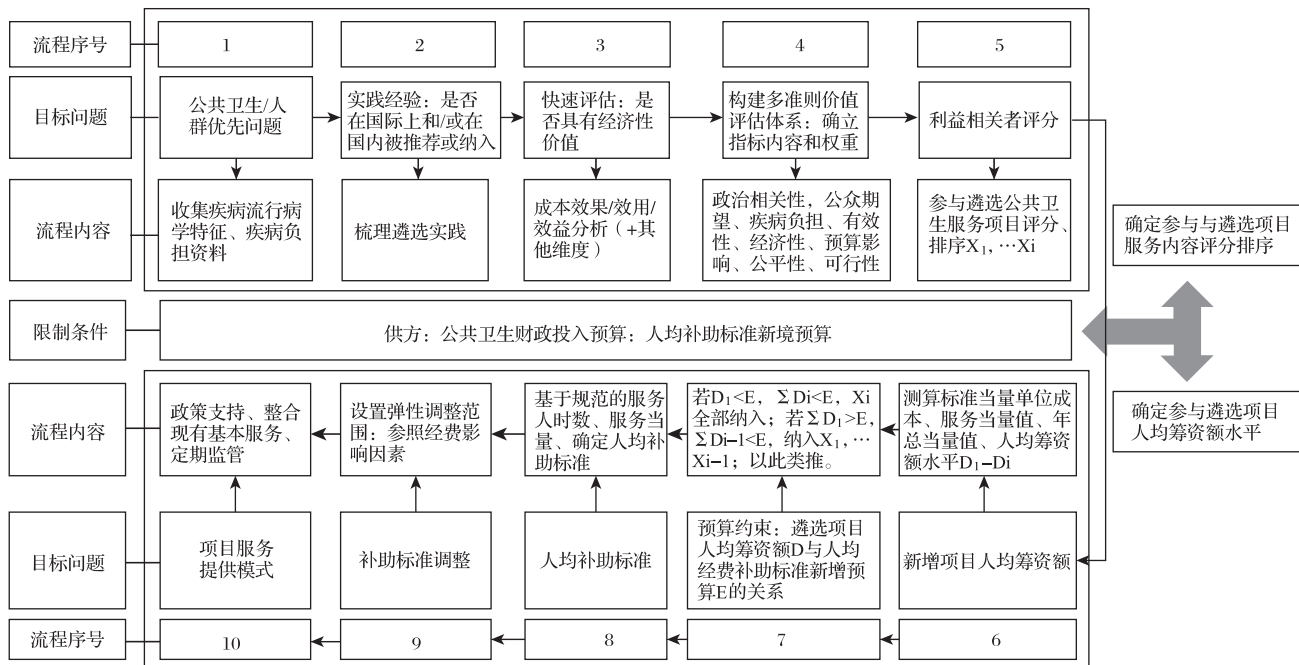 流程序号
1
2
3
4
5
目标问题
公共卫生/人
群优先问题
实践经验：是否
在国际上和/或在
国内被推荐或纳入
快速评估：是
否具有经济性
价值
构建多准则价值
评估体系：确立
指标内容和权重
利益相关者评分
流程内容
收集疾病流行病
学特征、疾病负
担资料
梳理遴选实践
成本效果/效用/
效益分析（+其
他维度）
政治相关性，公众期
望、疾病负担、有效
性、经济性、预算影
响、公平性、可行性
参与遴选公共卫
生服务项目评分、
排序X₁，…Xi
确定参与与遴选项目
服务内容评分排序
限制条件
供方：公共卫生财政投入预算：人均补助标准新境预算
流程内容
政策支持、整合
现有基本服务、
定期监管
设置弹性调整范
围：参照经费影
响因素
基于规范的服务
人时数、服务当
量、确定人均补
助标准
若D₁<E，ΣDi<E，Xi
全部纳入；若ΣD₁>E，
ΣDi−1<E，纳入X₁，…
Xi−1；以此类推。
测算标准当量单位成
本、服务当量值、年
总当量值、人均筹资
额水平D₁−Di
确定参与遴选项目
人均筹资额水平
目标问题
项目服务
提供模式
补助标准调整
人均补助标准
预算约束：遴选项目
人均筹资额D与人均
经费补助标准新增预
算E的关系
新增项目人均筹资额
流程序号
10
9
8
7
6